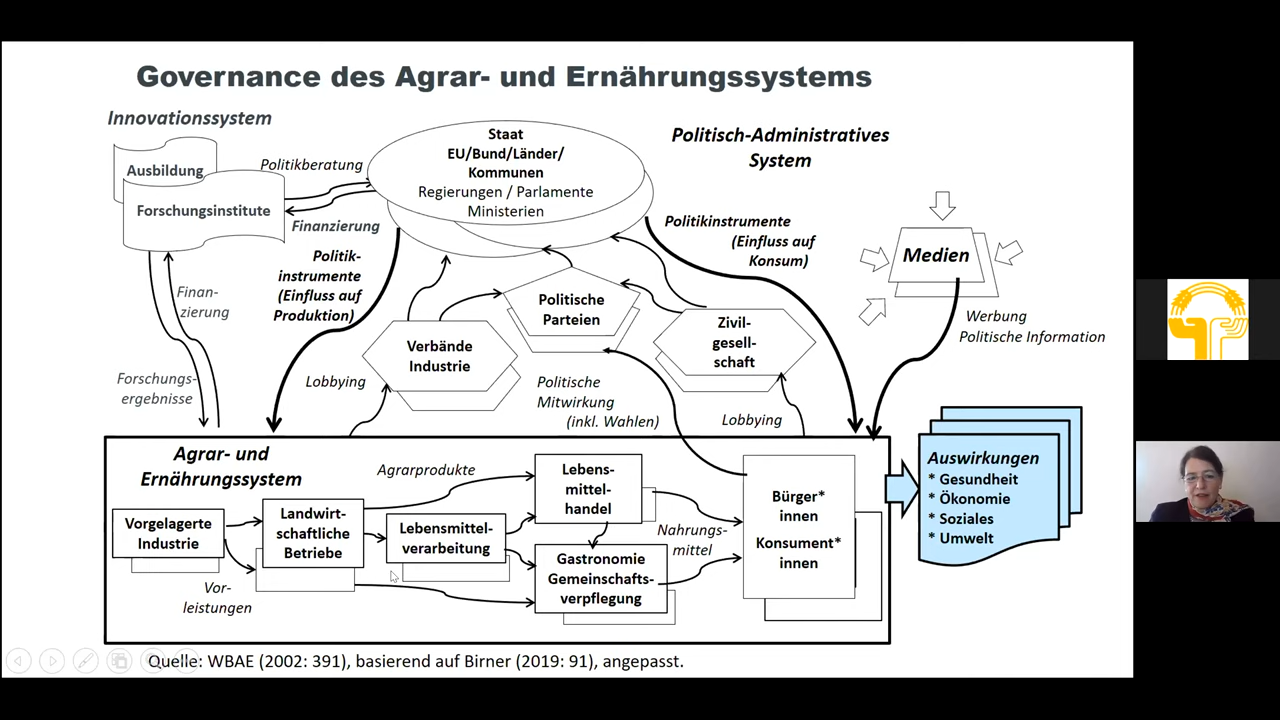 Governance des Agrar- und Ernährungssystems
Innovationssystem
Ausbildung
Forschungsinstitute
Politikberatung
Finanzierung
Staat
EU/Bund/Länder/
Kommunen
Regierungen / Parlamente
Ministerien
Politisch-Administratives
System
Politik-
instrumente
(Einfluss auf
Produktion)
Politikinstrumente
(Einfluss auf
Konsum)
Medien
Werbung
Politische Information
Finan-
zierung
Forschungs-
ergebnisse
Lobbying
Verbände
Industrie
Politische
Parteien
Zivil-
gesell-
schaft
Politische
Mitwirkung
(inkl. Wahlen)
Lobbying
Agrar- und
Ernährungssystem
Vorgelagerte
Industrie
Vor-
leistungen
Landwirt-
schaftliche
Betriebe
Agrarprodukte
Lebensmittel-
verarbeitung
Lebens-
mittel-
handel
Gastronomie
Gemeinschafts-
verpflegung
Nahrungs-
mittel
Bürger*
innen
Konsument*
innen
Auswirkungen
* Gesundheit
* Ökonomie
* Soziales
* Umwelt
Quelle: WBAE (2002: 391), basierend auf Birner (2019: 91), angepasst.